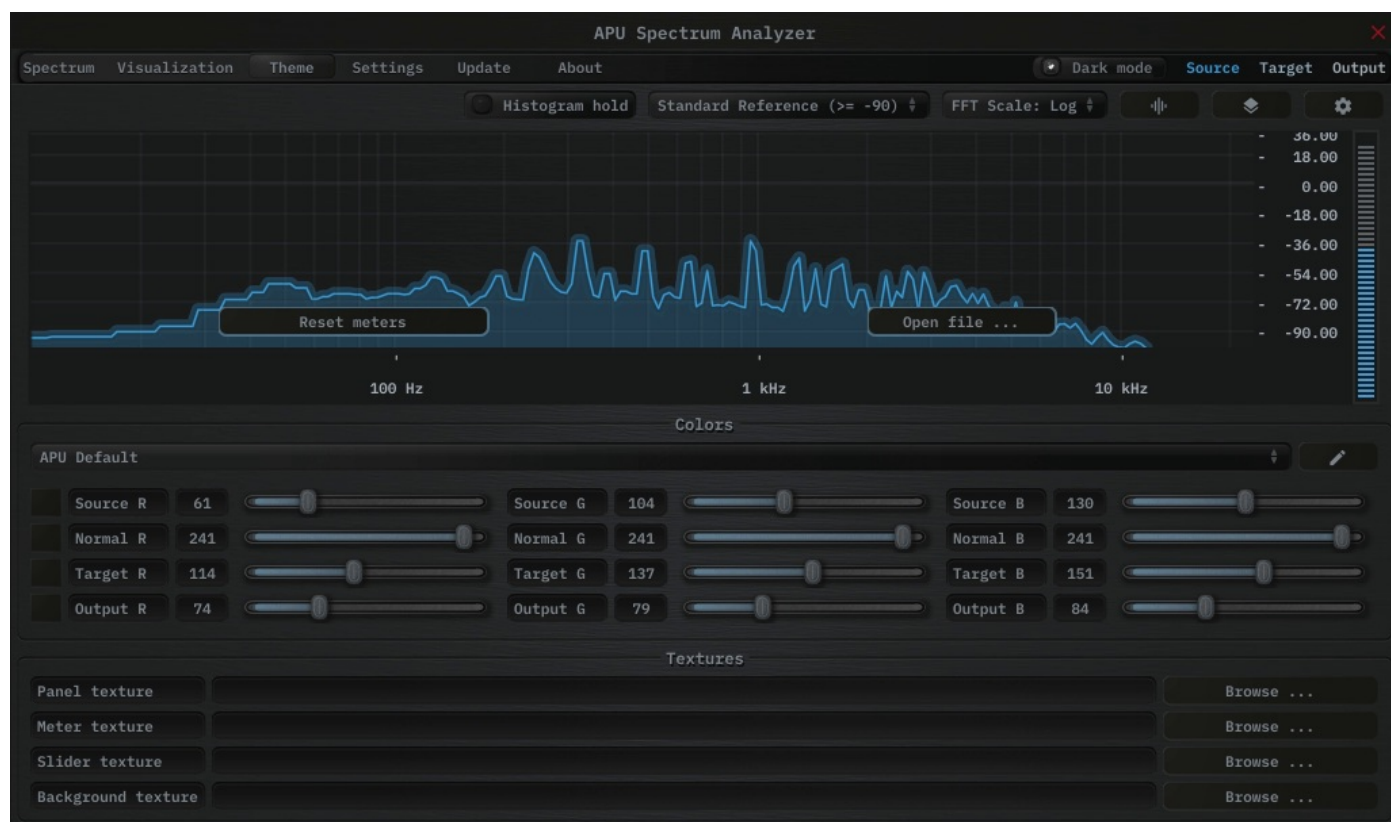 APU Spectrum Analyzer
Spectrum Visualization Theme Settings Update About Dark mode Source Target Output
Histogram hold Standard Reference (>= -90) FFT Scale: Log
- 36.00
- 18.00
- 0.00
- -18.00
- -36.00
- -54.00
- -72.00
- -90.00
Reset meters Open file ...
100 Hz 1 kHz 10 kHz
Colors
APU Default
Source R 61 Source G 104 Source B 130
Normal R 241 Normal G 241 Normal B 241
Target R 114 Target G 137 Target B 151
Output R 74 Output G 79 Output B 84
Textures
Panel texture Browse ...
Meter texture Browse ...
Slider texture Browse ...
Background texture Browse ...